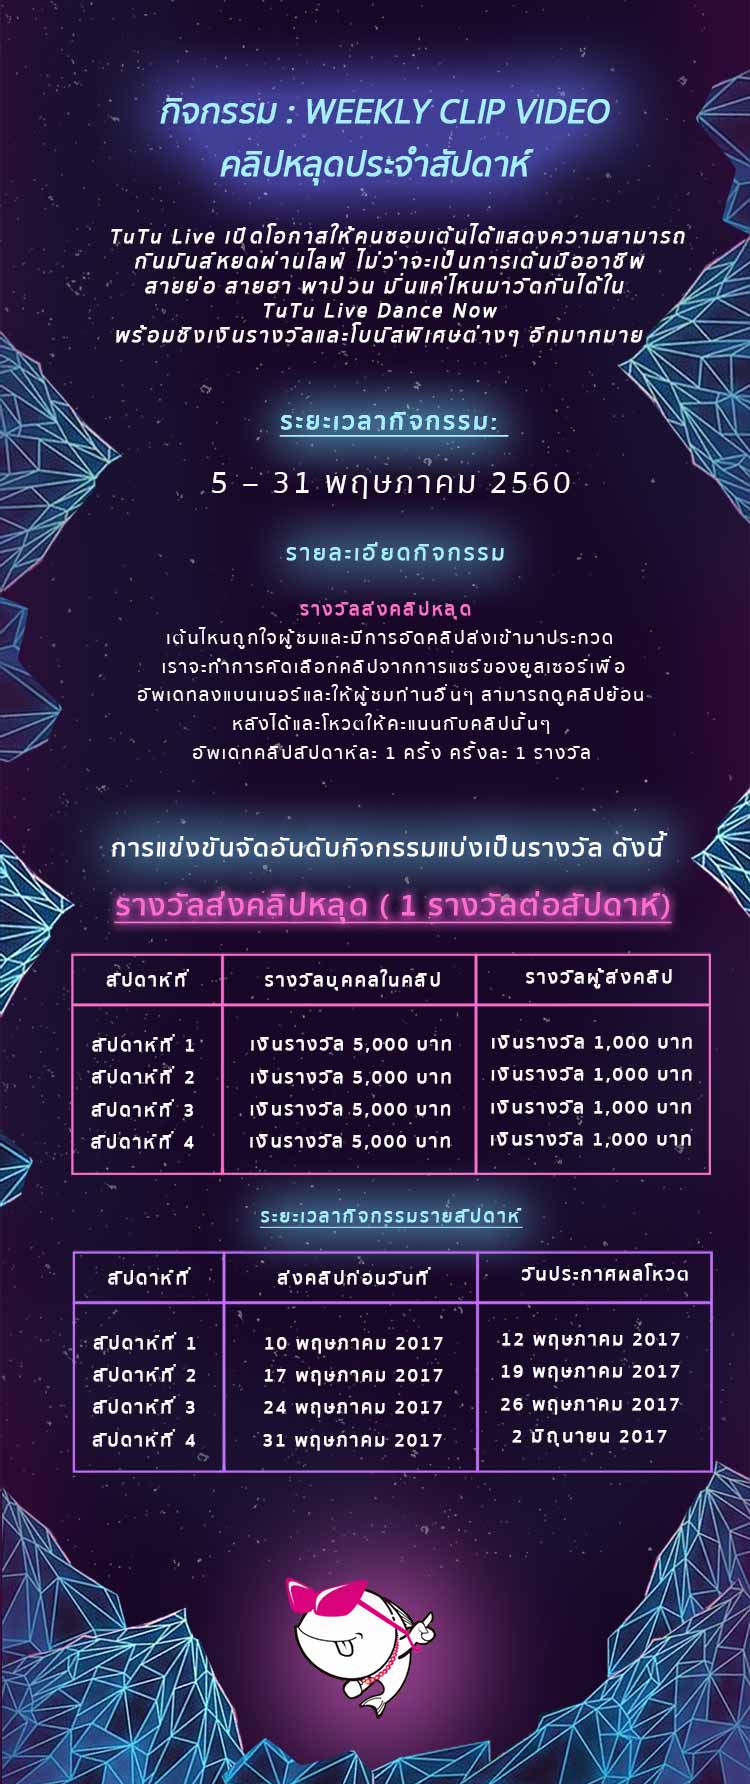 กิจกรรม : WEEKLY CLIP VIDEO
คลิปหลุดประจำสัปดาห์
TuTu Live เปิดโอกาสให้คนชอบเต้นได้แสดงความสามารถ
กันมันส์หยดผ่านไลฟ์ ไม่ว่าจะเป็นการเต้นมืออาชีพ
สายย่อ สายฮา พาป่วน มั่นแค่ไหนมาวัดกันได้ใน
TuTu Live Dance Now
พร้อมชิงเงินรางวัลและโบนัสพิเศษต่างๆ อีกมากมาย
ระยะเวลากิจกรรม:
5 – 31 พฤษภาคม 2560
รายละเอียดกิจกรรม
รางวัลส่งคลิปหลุด
เต้นไหนถูกใจผู้ชมและมีการอัดคลิปส่งเข้ามาประกวด
เราจะทำการคัดเลือกคลิปจากการแชร์ของยูสเซอร์เพื่อ
อัพเดทลงแบนเนอร์และให้ผู้ชมท่านอื่นๆ สามารถดูคลิปย้อน
หลังได้และโหวตให้คะแนนกับคลิปนั้นๆ
อัพเดทคลิปสัปดาห์ละ 1 ครั้ง ครั้งละ 1 รางวัล
การแข่งขันจัดอันดับกิจกรรมแบ่งเป็นรางวัล ดังนี้
รางวัลส่งคลิปหลุด ( 1 รางวัลต่อสัปดาห์)
สัปดาห์ที่ รางวัลบุคคลในคลิป รางวัลผู้ส่งคลิป
สัปดาห์ที่ 1 เงินรางวัล 5,000 บาท เงินรางวัล 1,000 บาท
สัปดาห์ที่ 2 เงินรางวัล 5,000 บาท เงินรางวัล 1,000 บาท
สัปดาห์ที่ 3 เงินรางวัล 5,000 บาท เงินรางวัล 1,000 บาท
สัปดาห์ที่ 4 เงินรางวัล 5,000 บาท เงินรางวัล 1,000 บาท
ระยะเวลากิจกรรมรายสัปดาห์
สัปดาห์ที่ ส่งคลิปก่อนวันที่ วันประกาศผลโหวต
สัปดาห์ที่ 1 10 พฤษภาคม 2017 12 พฤษภาคม 2017
สัปดาห์ที่ 2 17 พฤษภาคม 2017 19 พฤษภาคม 2017
สัปดาห์ที่ 3 24 พฤษภาคม 2017 26 พฤษภาคม 2017
สัปดาห์ที่ 4 31 พฤษภาคม 2017 2 มิถุนายน 2017